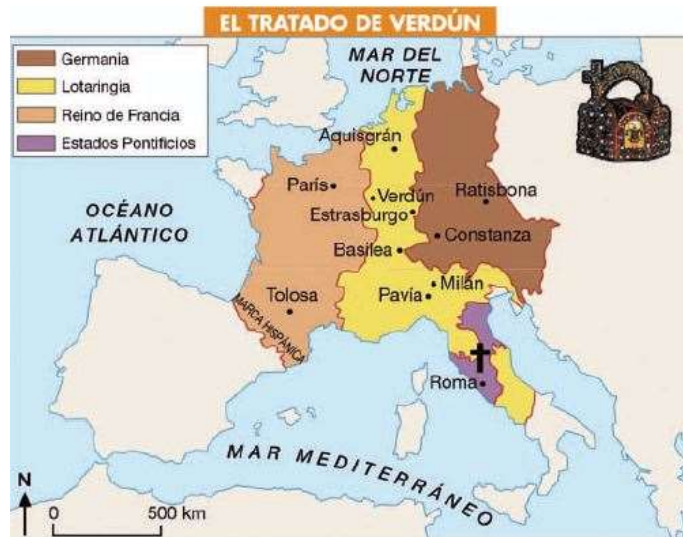 EL TRATADO DE VERDÚN
Germania
Lotaringia
Reino de Francia
Estados Pontificios
MAR DEL
NORTE
Aquisgrán
París
Verdún
Ratisbona
Estrasburgo
OCÉANO
ATLÁNTICO
Constanza
Basilea
Milán
Tolosa
Pavía
MARCA HISPÁNICA
Roma
MAR MEDITERRÁNEO
N
0 500 km